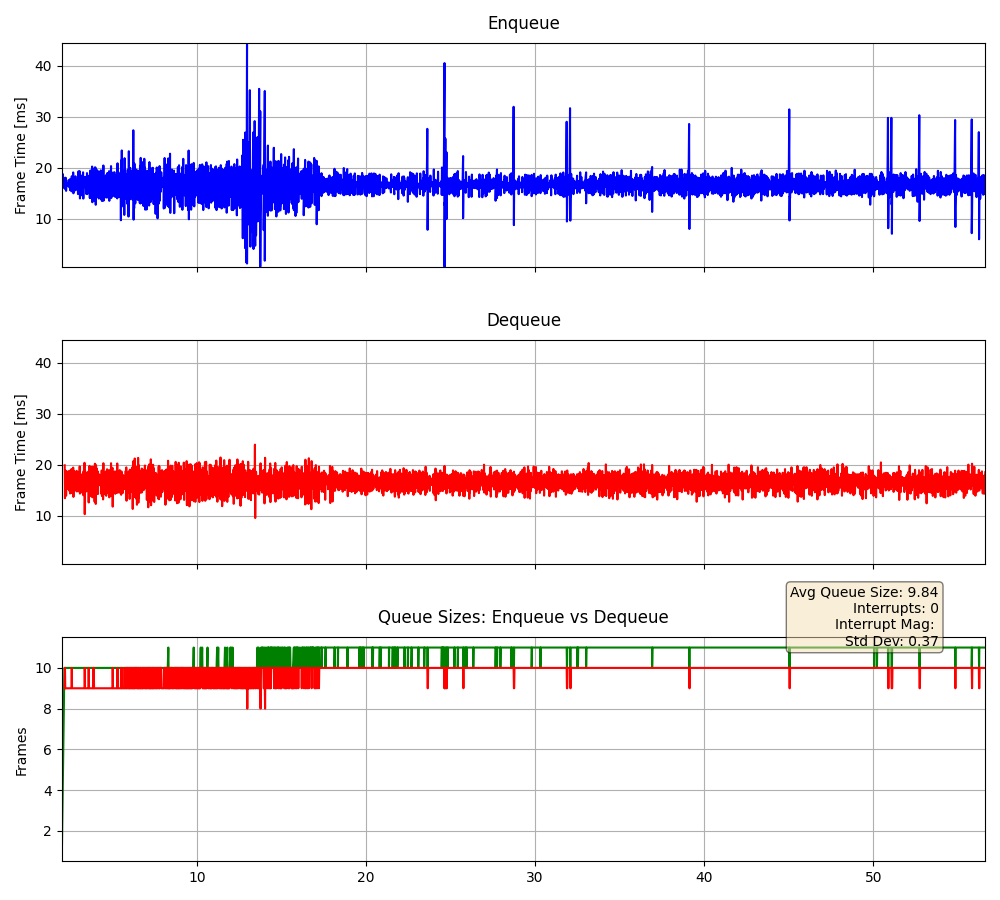 Enqueue
Frame Time [ms]
40
30
20
10
Dequeue
Frame Time [ms]
40
30
20
10
Avg Queue Size: 9.84
Interrupts: 0
Interrupt Mag:
Std Dev: 0.37
Queue Sizes: Enqueue vs Dequeue
Frames
10
8
6
4
2
10 20 30 40 50